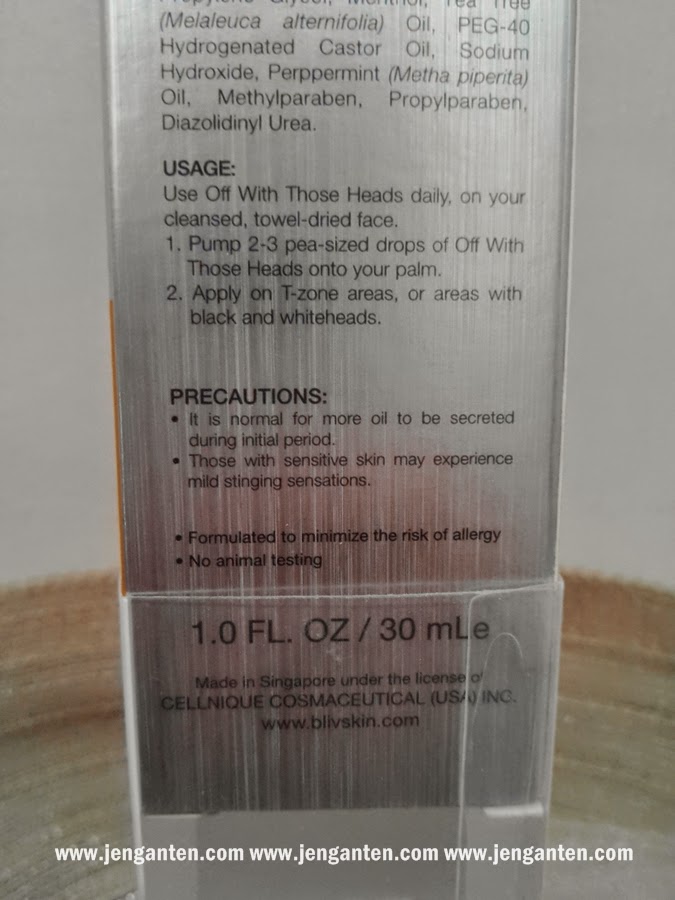 Propylene Glycol, Menthol, Tea Tree
(Melaleuca alternifolia) Oil, PEG-40
Hydrogenated Castor Oil, Sodium
Hydroxide, Perppermint (Metha piperita)
Oil, Methylparaben, Propylparaben,
Diazolidinyl Urea.
USAGE:
Use Off With Those Heads daily, on your
cleansed, towel-dried face.
1. Pump 2-3 pea-sized drops of Off With
Those Heads onto your palm.
2. Apply on T-zone areas, or areas with
black and whiteheads.
PRECAUTIONS:
• It is normal for more oil to be secreted
during initial period.
• Those with sensitive skin may experience
mild stinging sensations.
• Formulated to minimize the risk of allergy
• No animal testing
1.0 FL. OZ / 30 mLe
Made in Singapore under the license of
CELLNIQUE COSMACEUTICAL (USA) INC.
www.blivskin.com
www.jenganten.com www.jenganten.com www.jenganten.com